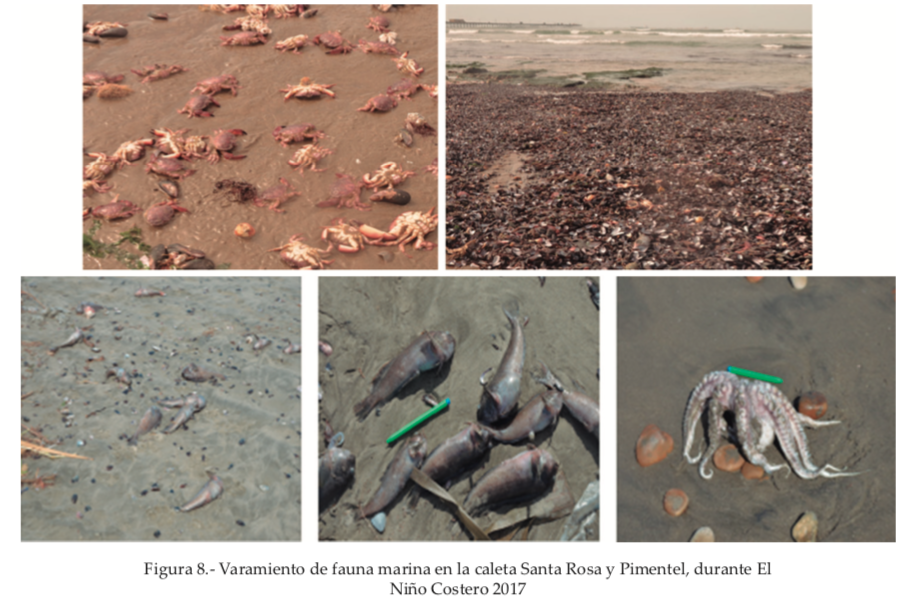 Figura 8.- Varamiento de fauna marina en la caleta Santa Rosa y Pimentel, durante El
Niño Costero 2017